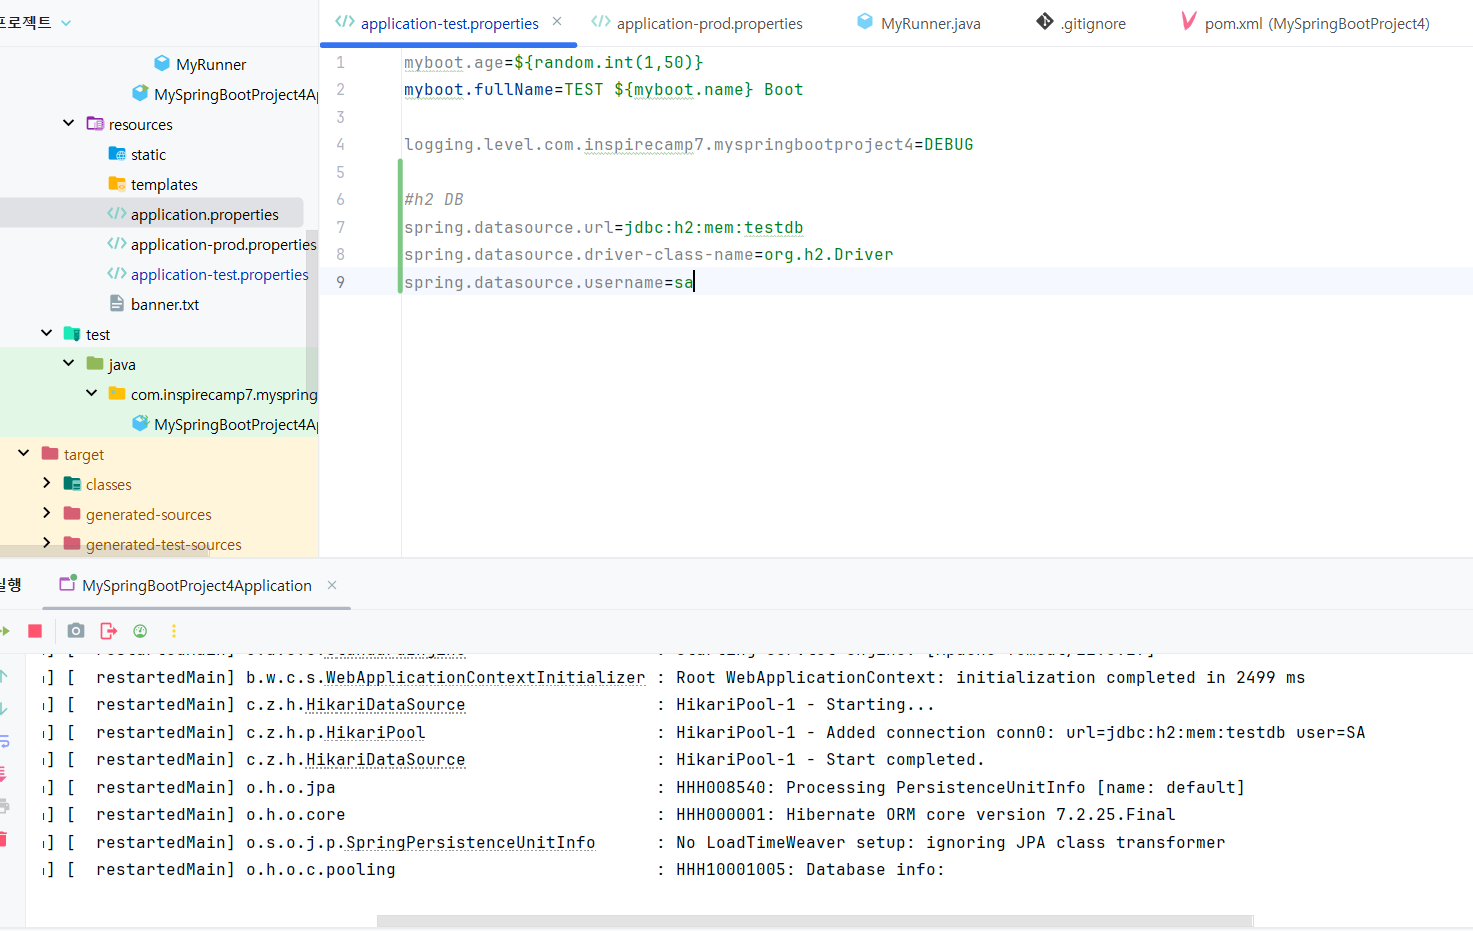 프로젝트
application-test.properties
application-prod.properties
MyRunner.java
.gitignore
pom.xml (MySpringBootProject4)
MyRunner
MySpringBootProject4Ap
resources
static
templates
application.properties
application-prod.properties
application-test.properties
banner.txt
test
java
com.inspirecamp7.myspring
MySpringBootProject4Ap
target
classes
generated-sources
generated-test-sources
1 myboot.age=${random.int(1,50)}
2 myboot.fullName=TEST ${myboot.name} Boot
3
4 logging.level.com.inspirecamp7.myspringbootproject4=DEBUG
5
6 #h2 DB
7 spring.datasource.url=jdbc:h2:mem:testdb
8 spring.datasource.driver-class-name=org.h2.Driver
9 spring.datasource.username=sa
실행
MySpringBootProject4Application
] [ restartedMain] b.w.c.s.WebApplicationContextInitializer : Root WebApplicationContext: initialization completed in 2499 ms
] [ restartedMain] c.z.h.HikariDataSource : HikariPool-1 - Starting...
] [ restartedMain] c.z.h.p.HikariPool : HikariPool-1 - Added connection conn0: url=jdbc:h2:mem:testdb user=SA
] [ restartedMain] c.z.h.HikariDataSource : HikariPool-1 - Start completed.
] [ restartedMain] o.h.o.jpa : HHH008540: Processing PersistenceUnitInfo [name: default]
] [ restartedMain] o.h.o.core : HHH000001: Hibernate ORM core version 7.2.25.Final
] [ restartedMain] o.s.o.j.p.SpringPersistenceUnitInfo : No LoadTimeWeaver setup: ignoring JPA class transformer
] [ restartedMain] o.h.o.c.pooling : HHH10001005: Database info: